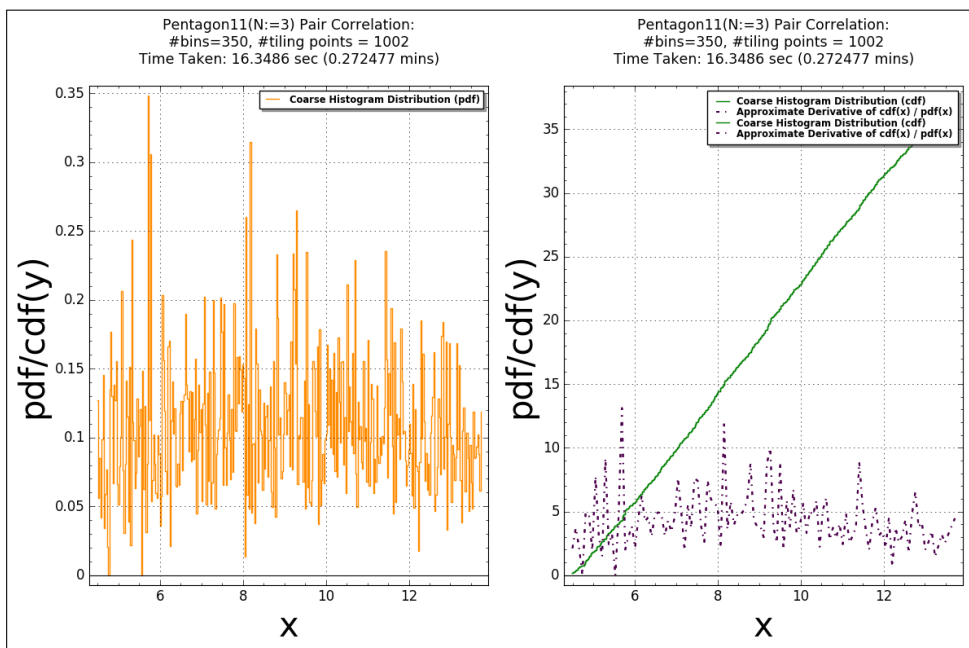 Pentagon11(N:=3) Pair Correlation:
#bins=350, #tiling points = 1002
Time Taken: 16.3486 sec (0.272477 mins)
Coarse Histogram Distribution (pdf)
0.35
0.3
0.25
0.2
0.15
0.1
0.05
0
pdf/cdf(y)
6
8
10
12
x
Pentagon11(N:=3) Pair Correlation:
#bins=350, #tiling points = 1002
Time Taken: 16.3486 sec (0.272477 mins)
Coarse Histogram Distribution (cdf)
Approximate Derivative of cdf(x) / pdf(x)
Coarse Histogram Distribution (cdf)
Approximate Derivative of cdf(x) / pdf(x)
35
30
25
20
15
10
5
0
pdf/cdf(y)
6
8
10
12
x